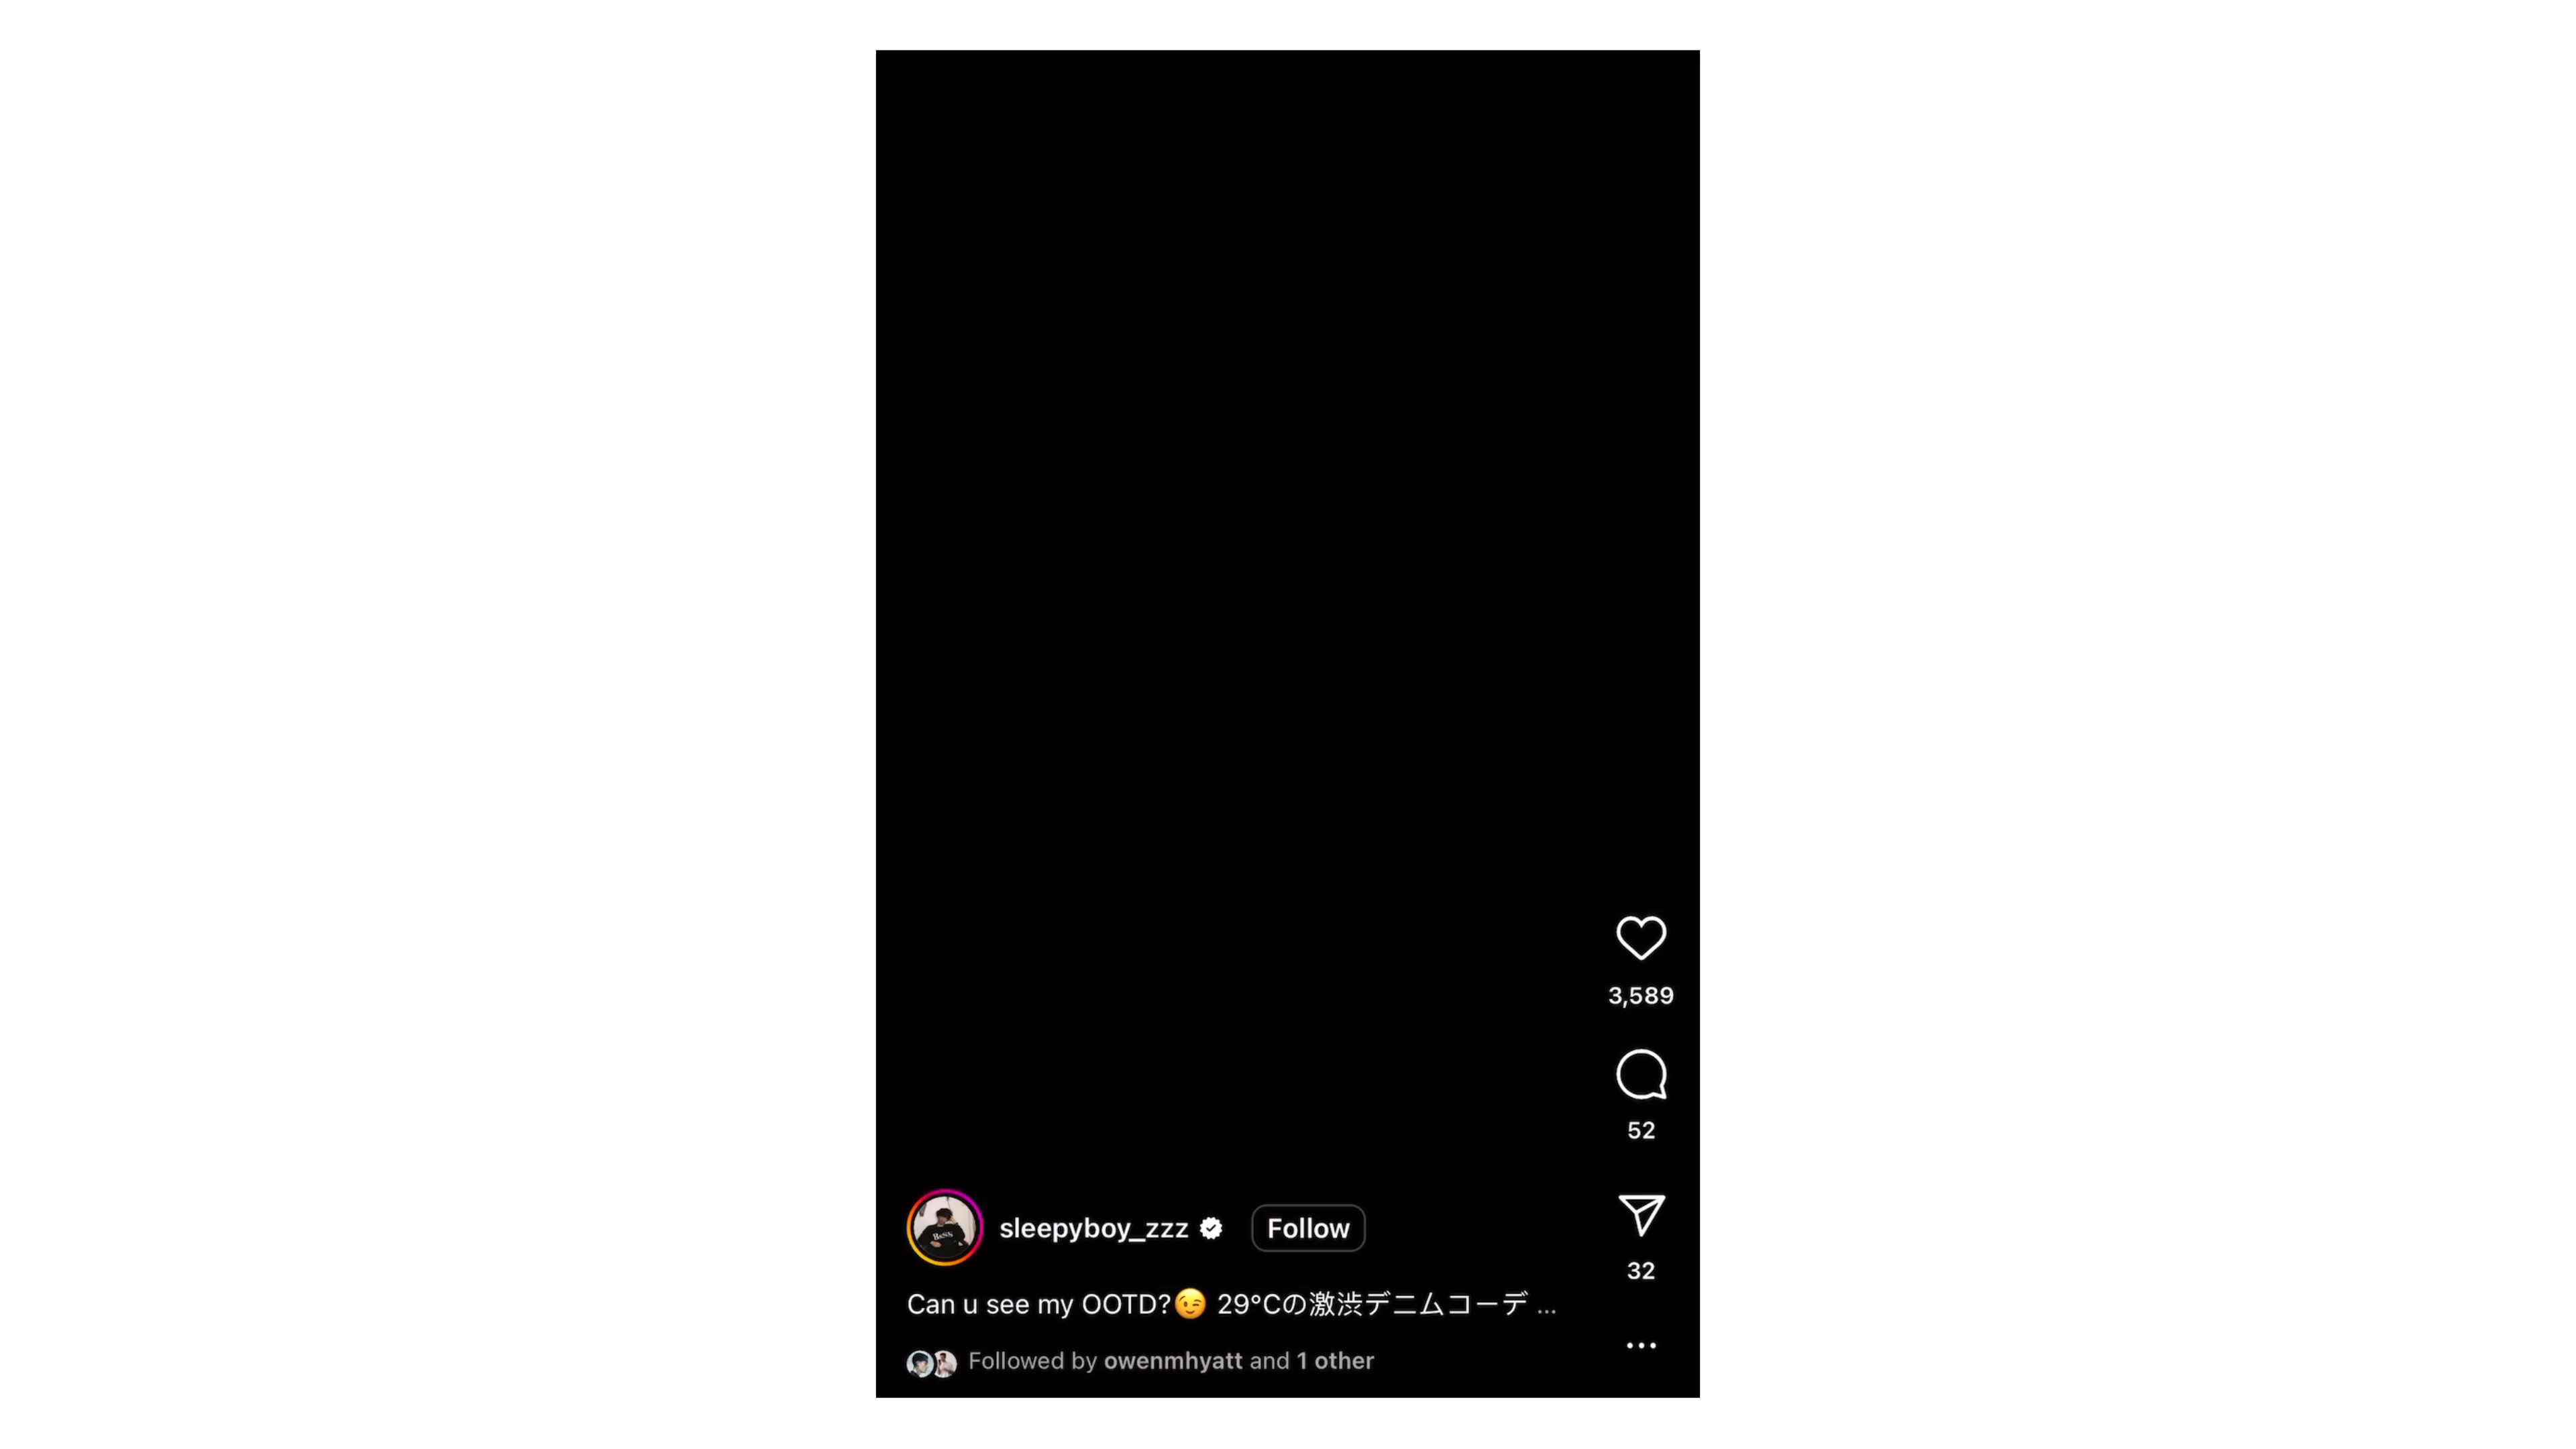 3,589
52
32
sleepyboy_zzz
Follow
Can u see my OOTD?😉 29°Cの激渋デニムコーデ ...
Followed by owenmhyatt and 1 other